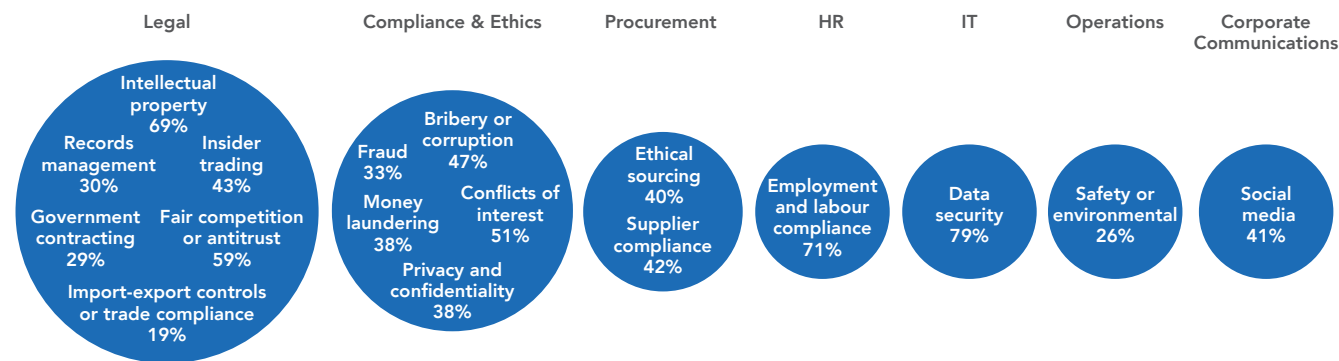 Legal
Compliance & Ethics
Procurement
HR
IT
Operations
Corporate
Communications
Intellectual
property
69%
Records
management
30%
Insider
trading
43%
Government
contracting
29%
Fair competition
or antitrust
59%
Import-export controls
or trade compliance
19%
Bribery or
corruption
47%
Fraud
33%
Money
laundering
38%
Conflicts of
interest
51%
Privacy and
confidentiality
38%
Ethical
sourcing
40%
Supplier
compliance
42%
Employment
and labour
compliance
71%
Data
security
79%
Safety or
environmental
26%
Social
media
41%